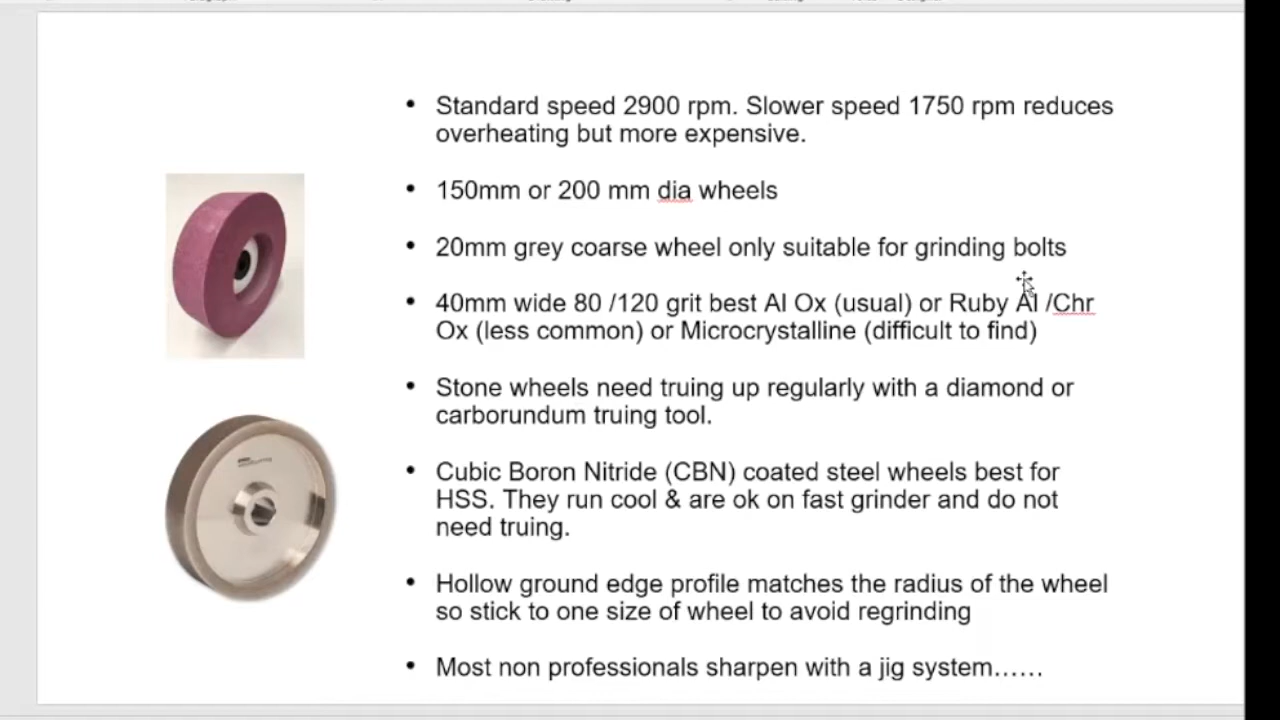 • Standard speed 2900 rpm. Slower speed 1750 rpm reduces
overheating but more expensive.
• 150mm or 200 mm dia wheels
• 20mm grey coarse wheel only suitable for grinding bolts
• 40mm wide 80 /120 grit best Al Ox (usual) or Ruby Al /Chr
Ox (less common) or Microcrystalline (difficult to find)
• Stone wheels need truing up regularly with a diamond or
carborundum truing tool.
• Cubic Boron Nitride (CBN) coated steel wheels best for
HSS. They run cool & are ok on fast grinder and do not
need truing.
• Hollow ground edge profile matches the radius of the wheel
so stick to one size of wheel to avoid regrinding
• Most non professionals sharpen with a jig system……